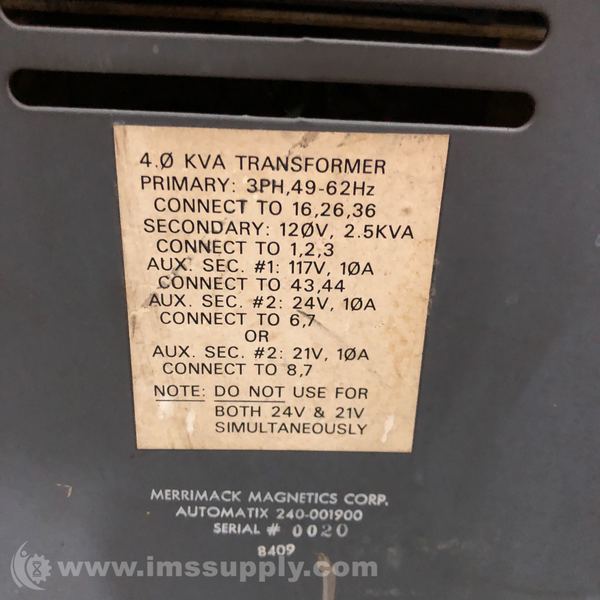 4.Ø KVA TRANSFORMER
PRIMARY: 3PH,49-62Hz
CONNECT TO 16,26,36
SECONDARY: 12ØV, 2.5KVA
CONNECT TO 1,2,3
AUX. SEC. #1: 117V, 1ØA
CONNECT TO 43,44
AUX. SEC. #2: 24V, 1ØA
CONNECT TO 6,7
OR
AUX. SEC. #2: 21V, 1ØA
CONNECT TO 8,7
NOTE: DO NOT USE FOR
BOTH 24V & 21V
SIMULTANEOUSLY
MERRIMACK MAGNETICS CORP.
AUTOMATIX 240-001900
SERIAL # 0020
8409
© www.imssupply.com